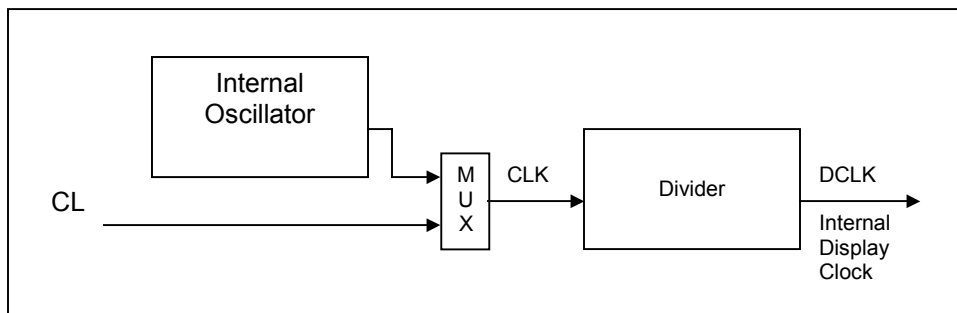 Internal
Oscillator
CL
M
U
X
CLK
Divider
DCLK
Internal
Display
Clock